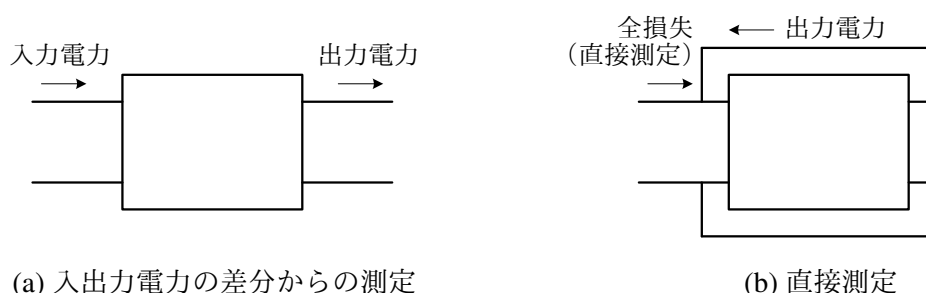 入力電力
出力電力
(a) 入出力電力の差分からの測定
全損失
（直接測定）
出力電力
(b) 直接測定